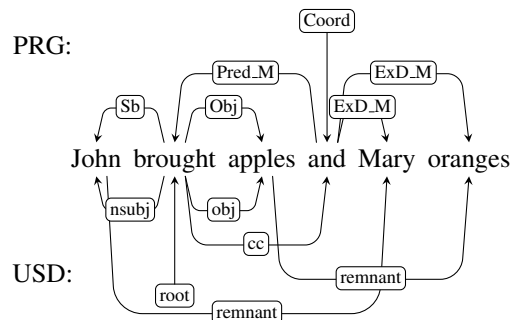 Coord
PRG:
Pred_M ExD_M
Sb Obj ExD_M
John brought apples and Mary oranges
nsubj obj
cc
USD:
remnant
root
remnant